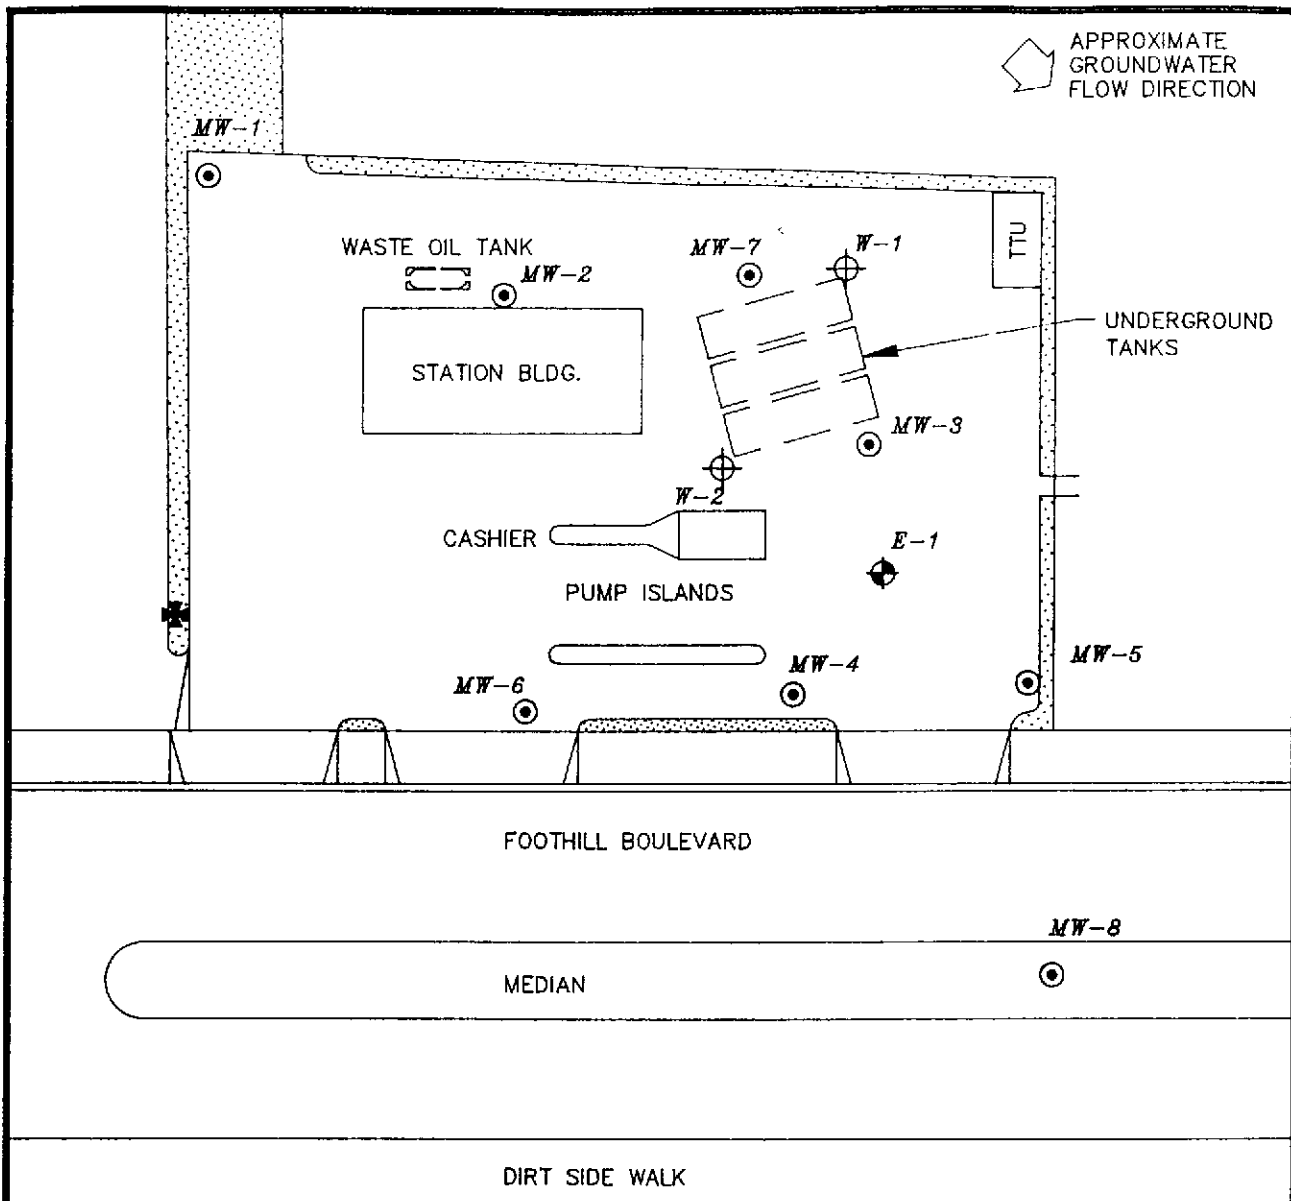 APPROXIMATE
GROUNDWATER
FLOW DIRECTION
MW-1
WASTE OIL TANK
MW-2
MW-7
W-1
TTU
UNDERGROUND
TANKS
STATION BLDG.
MW-3
W-2
CASHIER
E-1
PUMP ISLANDS
MW-5
MW-4
MW-6
FOOTHILL BOULEVARD
MW-8
MEDIAN
DIRT SIDE WALK